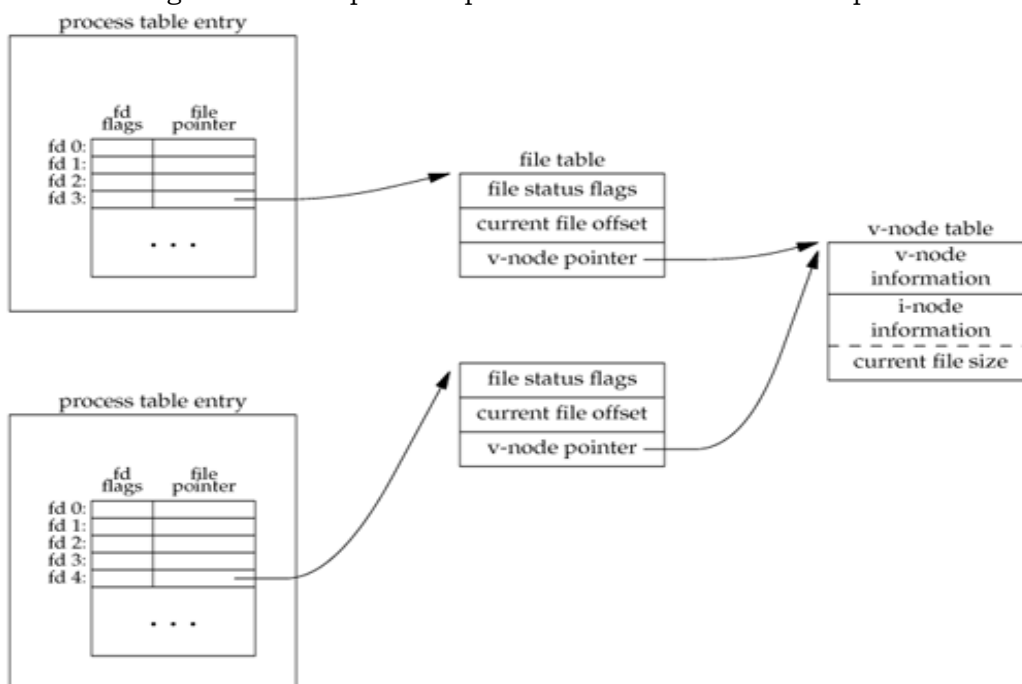 process table entry
fd
flags
file
pointer
fd 0:
fd 1:
fd 2:
fd 3:
. . .
file table
file status flags
current file offset
v-node pointer
v-node table
v-node
information
i-node
information
current file size
file status flags
current file offset
v-node pointer
process table entry
fd
flags
file
pointer
fd 0:
fd 1:
fd 2:
fd 3:
fd 4:
. . .